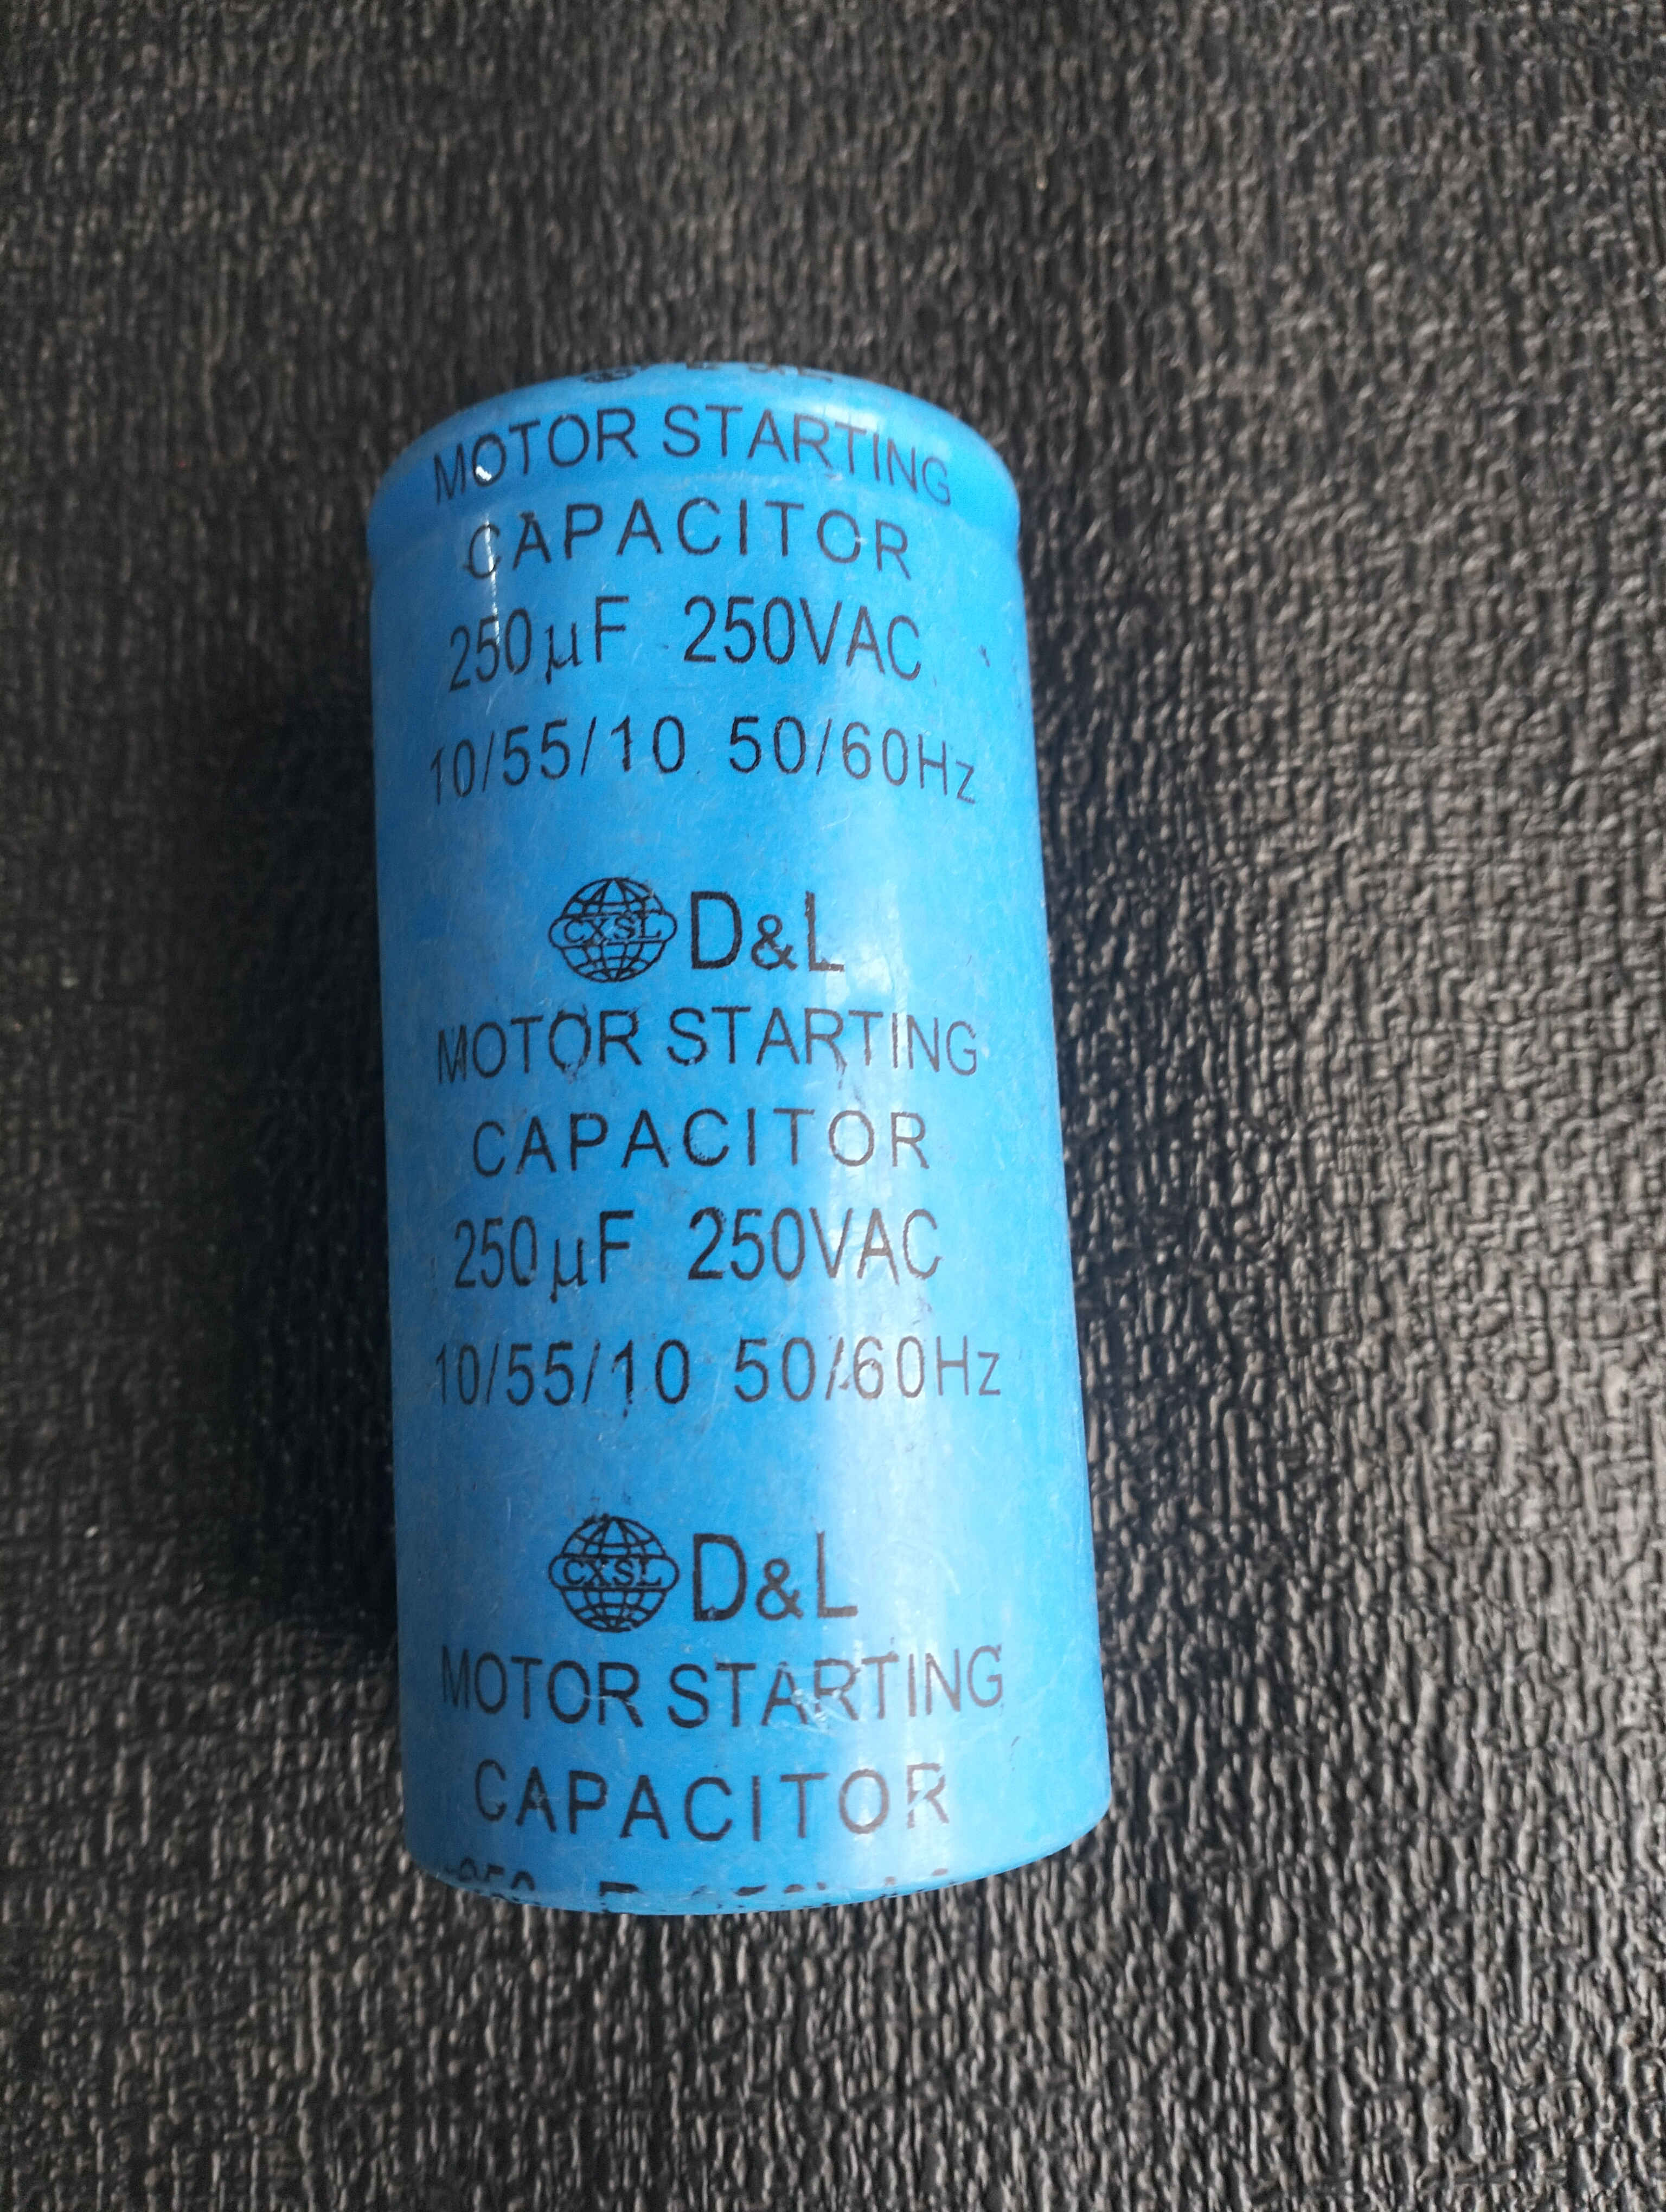 MOTOR STARTING
CAPACITOR
250µF 250VAC
10/55/10 50/60Hz
CXSL D&L
MOTOR STARTING
CAPACITOR
250µF 250VAC
10/55/10 50/60Hz
CXSL D&L
MOTOR STARTING
CAPACITOR